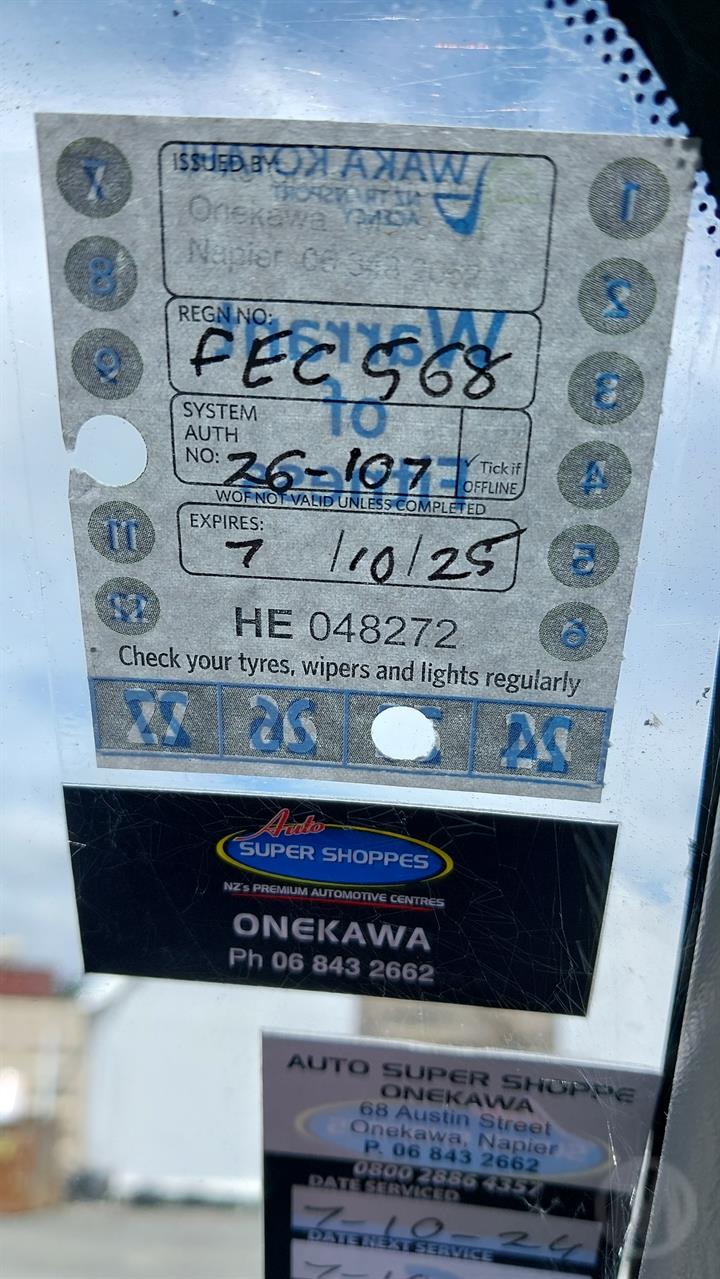 ISSUED BY:
WAKA KOTAHI
NZ TRANSPORT
AGENCY
Onekawa
Napier 06
Warrant
of
Fitness
REGN NO:
FEC568
SYSTEM
AUTH
NO: 26-107
✓ Tick if
OFFLINE
WOF NOT VALID UNLESS COMPLETED
EXPIRES:
7 /10/25
HE 048272
Check your tyres, wipers and lights regularly
7
8
9
11
12
1
2
3
4
5
6
27 26 24
Auto
SUPER SHOPPES
NZ's PREMIUM AUTOMOTIVE CENTRES
ONEKAWA
Ph 06 843 2662
AUTO SUPER SHOPPE
ONEKAWA
68 Austin Street
Onekawa, Napier
P. 06 843 2662
0800 2886 4357
DATE SERVICED
7-10-24
DATE NEXT SERVICE